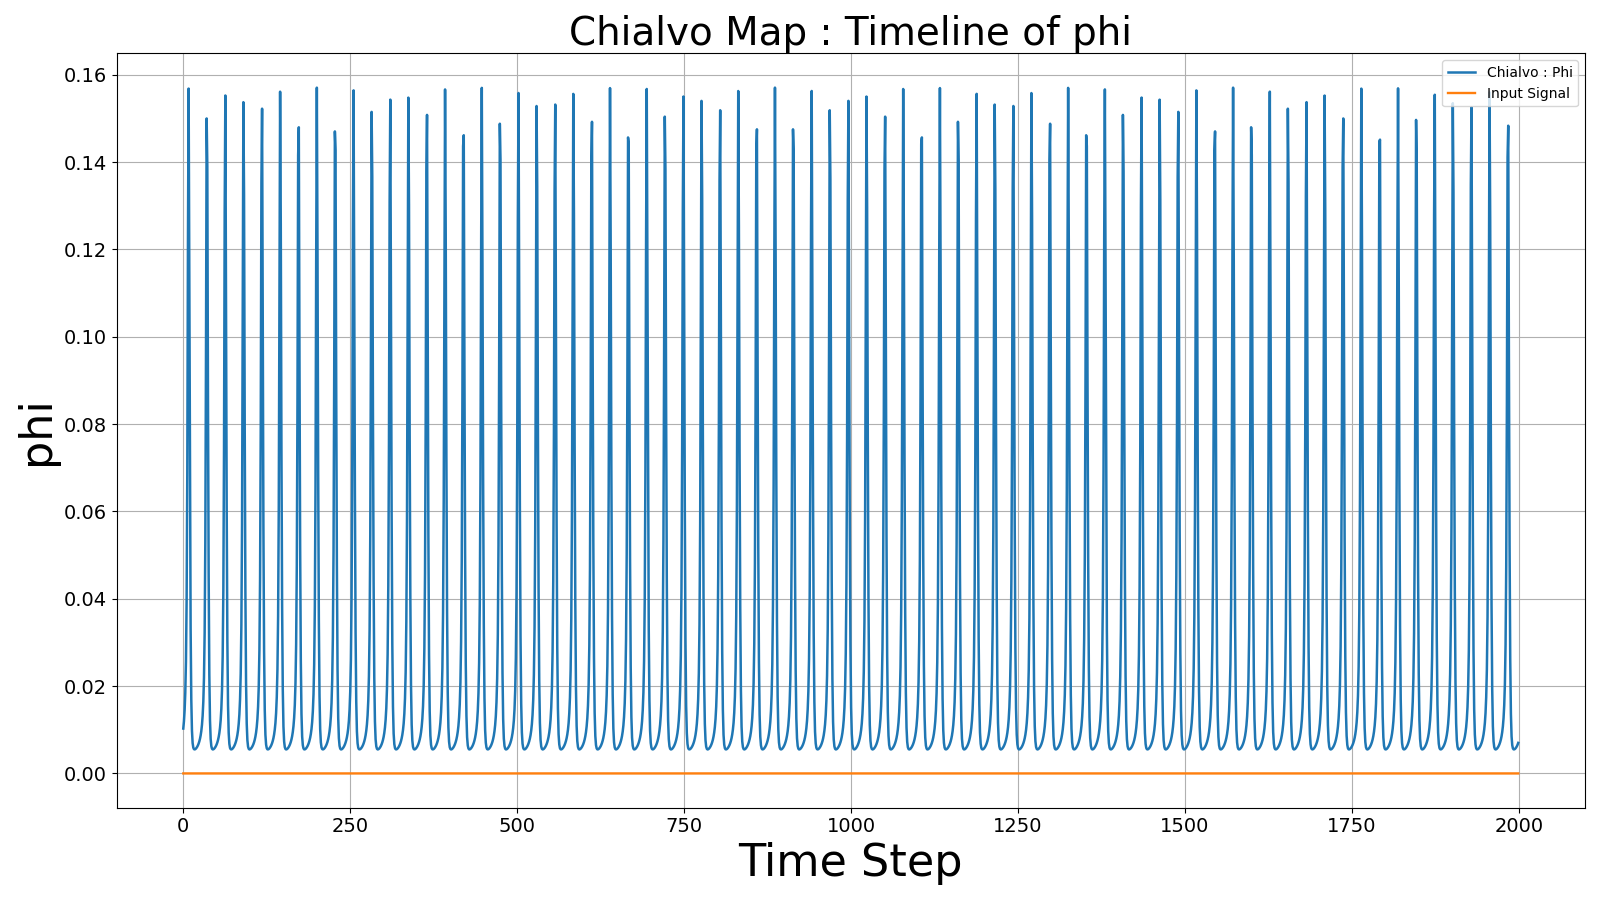 Chialvo Map : Timeline of phi
Chialvo : Phi
Input Signal
0.16
0.14
0.12
0.10
0.08
0.06
0.04
0.02
0.00
phi
0 250 500 750 1000 1250 1500 1750 2000
Time Step